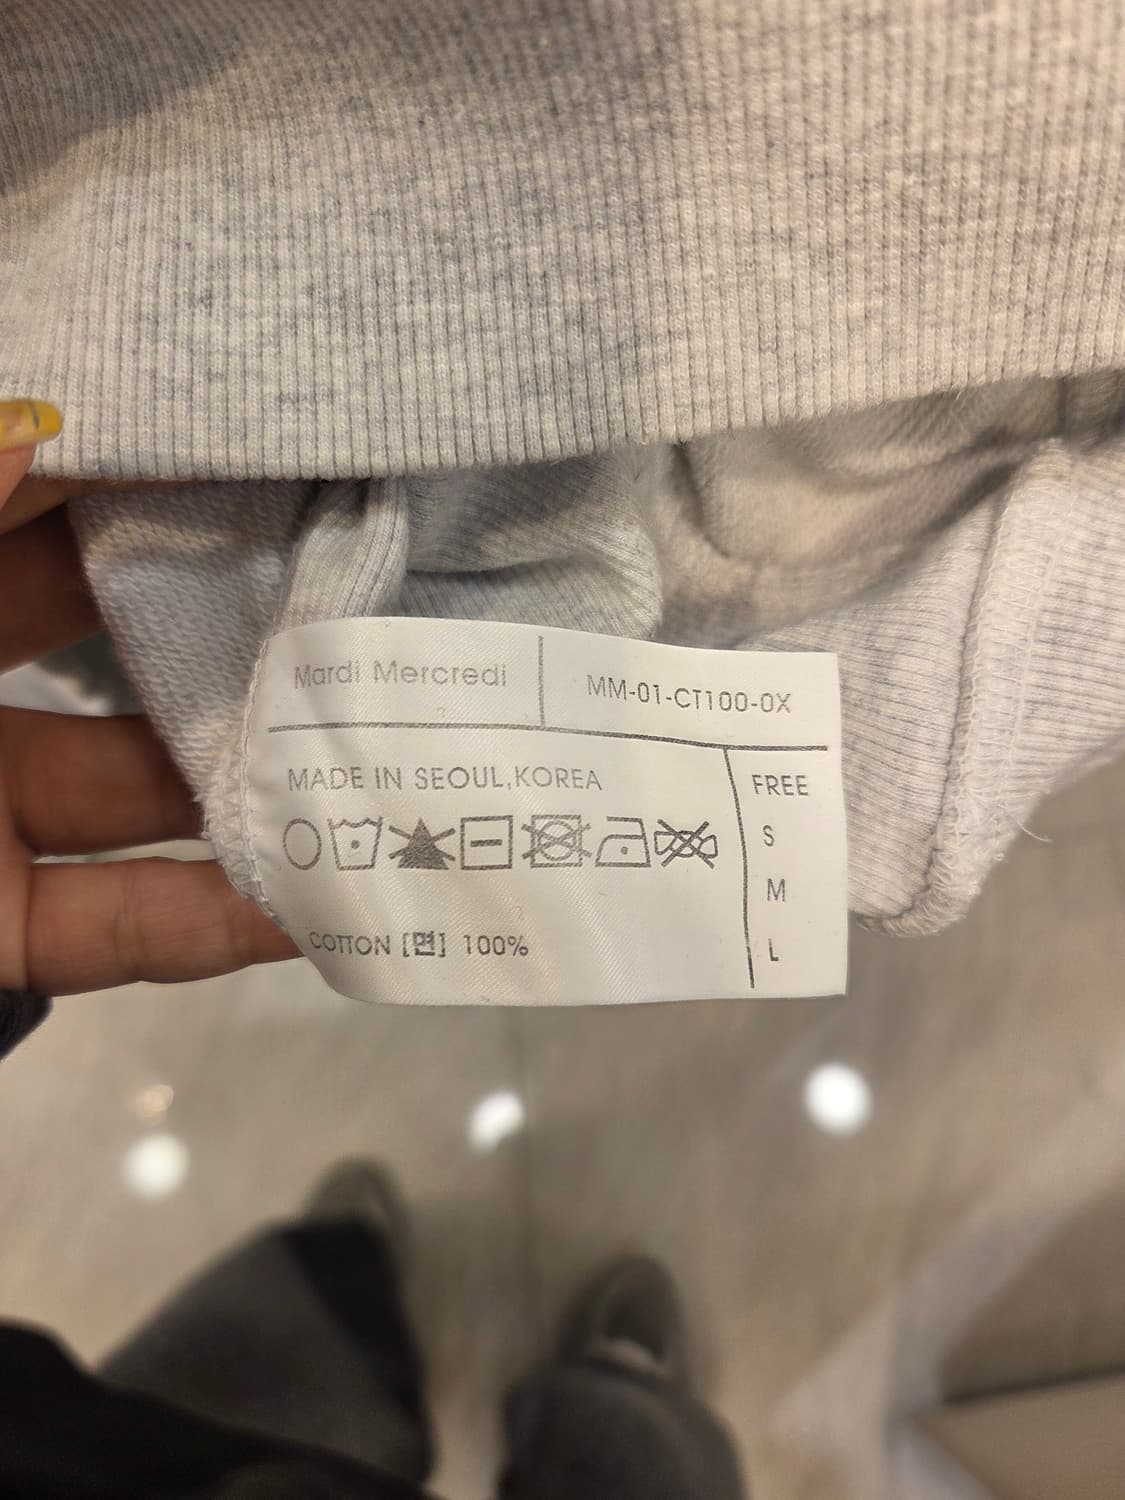 Mardi Mercredi
MM-01-CT100-0X
MADE IN SEOUL,KOREA
FREE
S
M
L
COTTON [면] 100%